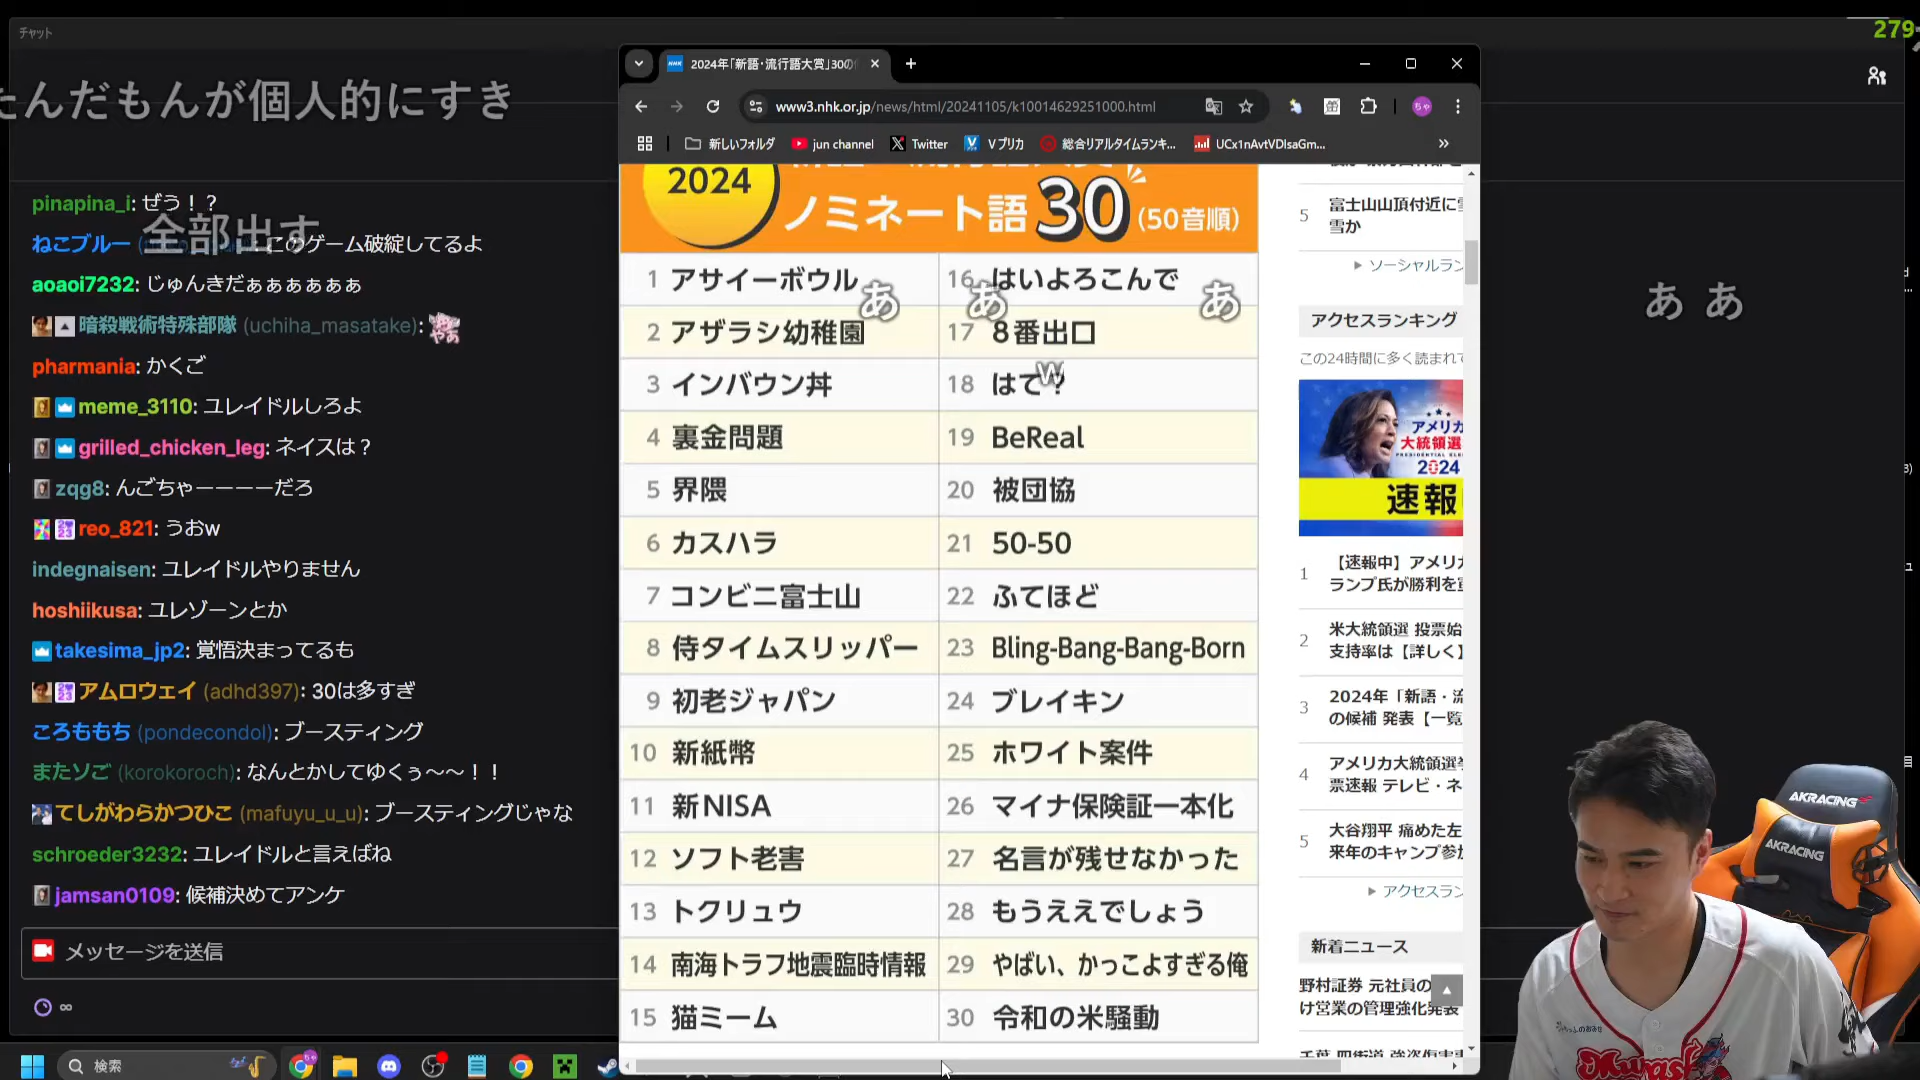 279
チャット
たんだもんが個人的にすき
2024年「新語・流行語大賞」30の
www3.nhk.or.jp/news/html/20241105/k10014629251000.html
新しいフォルダ
jun channel
Twitter
Vプリカ
総合リアルタイムランキ...
UCx1nAvtVDIsaGm...
pinapina_i: ぜう！？
全部出す
ねこブルー
: このゲーム破綻してるよ
aoaoi7232: じゅんきだぁぁぁぁぁぁ
暗殺戦術特殊部隊 (uchiha_masatake):
pharmania: かくご
meme_3110: ユレイドルしろよ
grilled_chicken_leg: ネイスは？
zqg8: んごちゃーーーーだろ
reo_821: うおw
indegnaisen: ユレイドルやりません
hoshiikusa: ユレゾーンとか
takesima_jp2: 覚悟決まってるも
アムロウェイ (adhd397): 30は多すぎ
ころももち (pondecondol): ブースティング
またソご (korokoroch): なんとかしてゆくぅ〜〜！！
てしがわらかつひこ (mafuyu_u_u): ブースティングじゃな
schroeder3232: ユレイドルと言えばね
jamsan0109: 候補決めてアンケ
メッセージを送信
∞
2024
ノミネート語30(50音順)
1 アサイーボウル
2 アザラシ幼稚園
3 インバウン丼
4 裏金問題
5 界隈
6 カスハラ
7 コンビニ富士山
8 侍タイムスリッパー
9 初老ジャパン
10 新紙幣
11 新NISA
12 ソフト老害
13 トクリュウ
14 南海トラフ地震臨時情報
15 猫ミーム
16 はいよろこんで
17 8番出口
18 はて？
19 BeReal
20 被団協
21 50-50
22 ふてほど
23 Bling-Bang-Bang-Born
24 ブレイキン
25 ホワイト案件
26 マイナ保険証一本化
27 名言が残せなかった
28 もうええでしょう
29 やばい、かっこよすぎる俺
30 令和の米騒動
あ
あ
あ
あ あ
w
5 富士山山頂付近に雪
雪か
ソーシャルラン
アクセスランキング
この24時間に多く読まれて
アメリカ
大統領選
2024
速報
1 【速報中】アメリカ
ランプ氏が勝利を宣
2 米大統領選 投票始
支持率は【詳しく】
3 2024年「新語・流
の候補 発表【一覧
4 アメリカ大統領選挙
票速報 テレビ・ネ
5 大谷翔平 痛めた左
来年のキャンプ参加
アクセスラン
新着ニュース
野村証券 元社員の
け営業の管理強化発表
AKRACING
AKRACING
検索